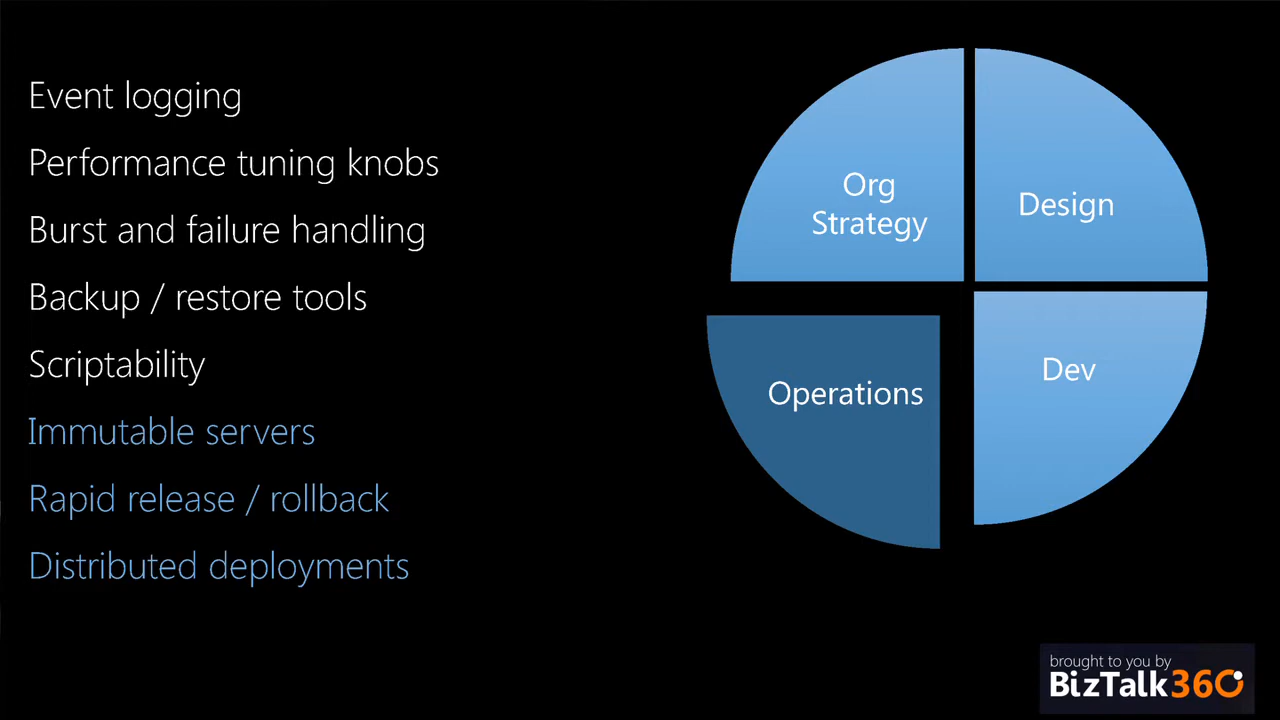 Event logging
Performance tuning knobs
Burst and failure handling
Backup / restore tools
Scriptability
Immutable servers
Rapid release / rollback
Distributed deployments
Org
Strategy
Design
Operations
Dev
brought to you by
BizTalk360